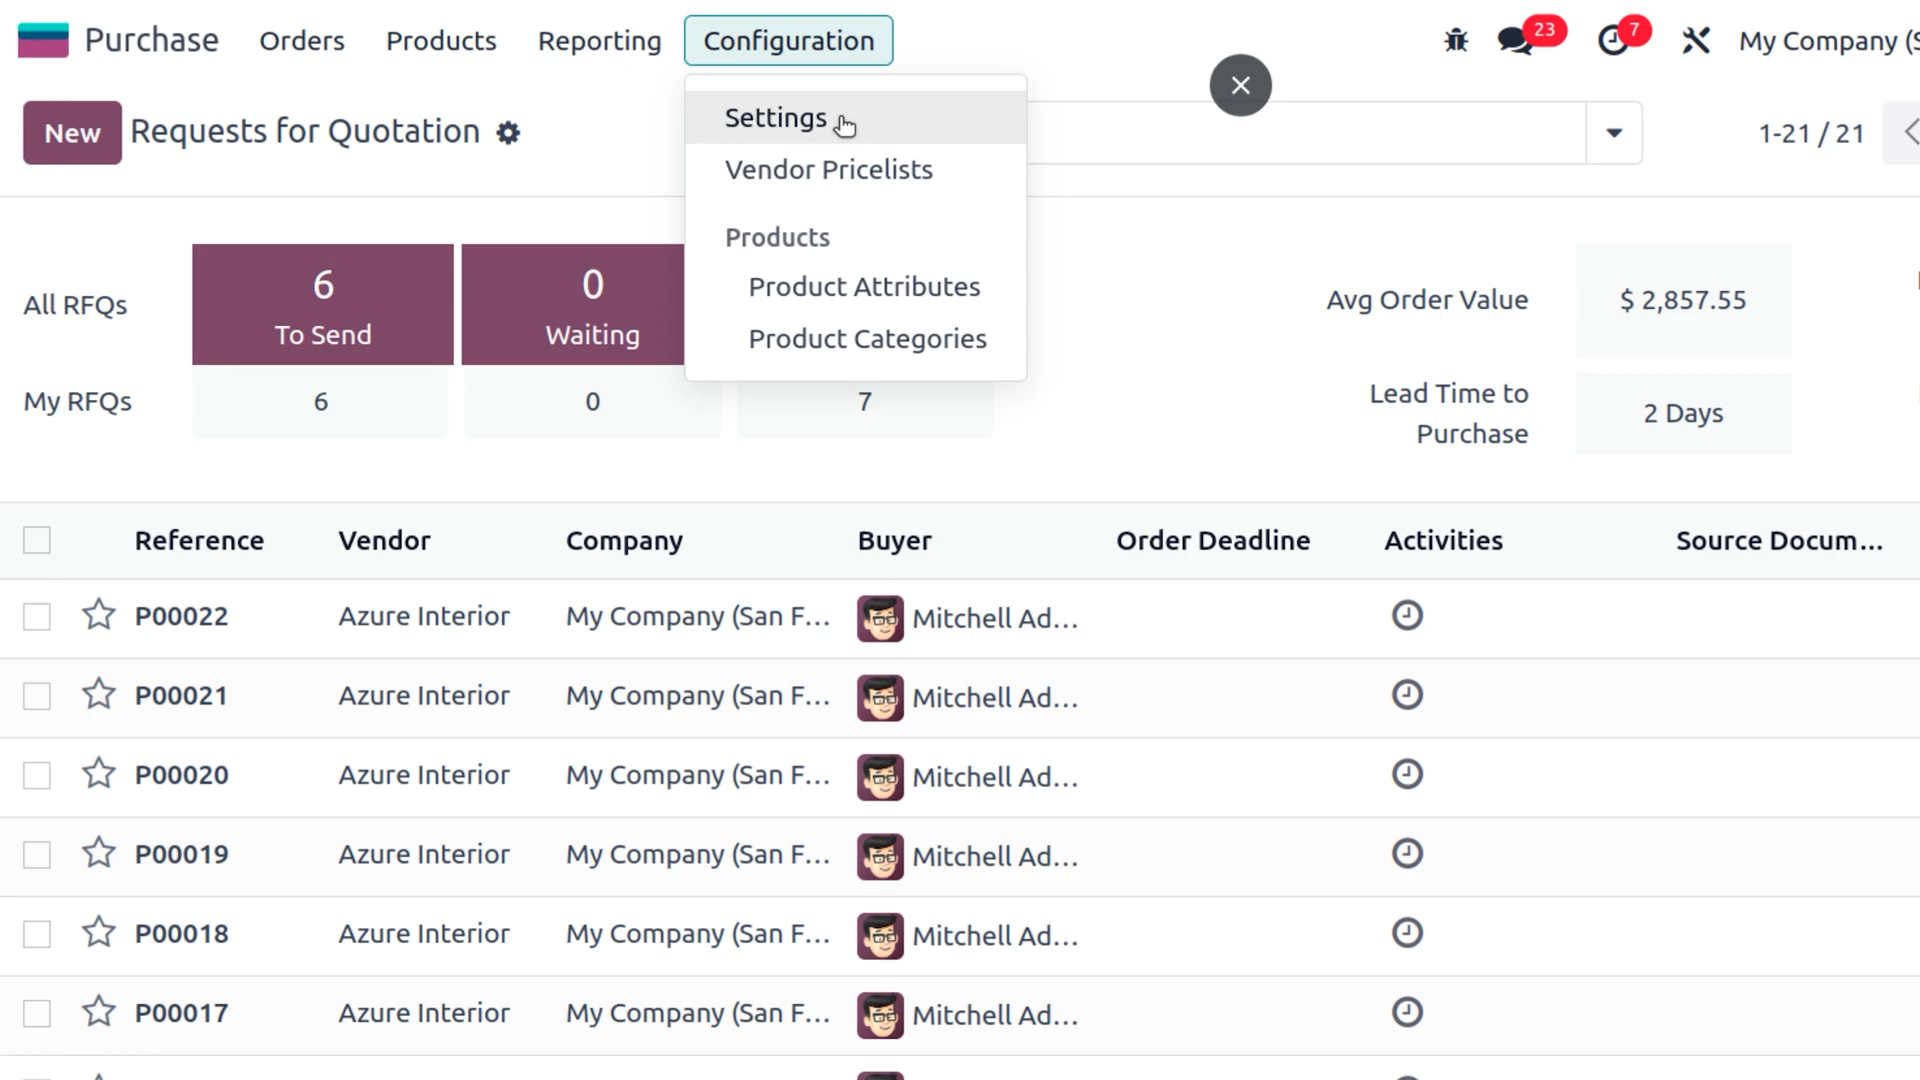 Purchase Orders Products Reporting Configuration 23 7 My Company (S
New Requests for Quotation 1-21 / 21
Settings
Vendor Pricelists
Products
Product Attributes
Product Categories
All RFQs 6 To Send 0 Waiting
My RFQs 6 0 7
Avg Order Value $ 2,857.55
Lead Time to Purchase 2 Days
Reference Vendor Company Buyer Order Deadline Activities Source Docum...
P00022 Azure Interior My Company (San F... Mitchell Ad...
P00021 Azure Interior My Company (San F... Mitchell Ad...
P00020 Azure Interior My Company (San F... Mitchell Ad...
P00019 Azure Interior My Company (San F... Mitchell Ad...
P00018 Azure Interior My Company (San F... Mitchell Ad...
P00017 Azure Interior My Company (San F... Mitchell Ad...